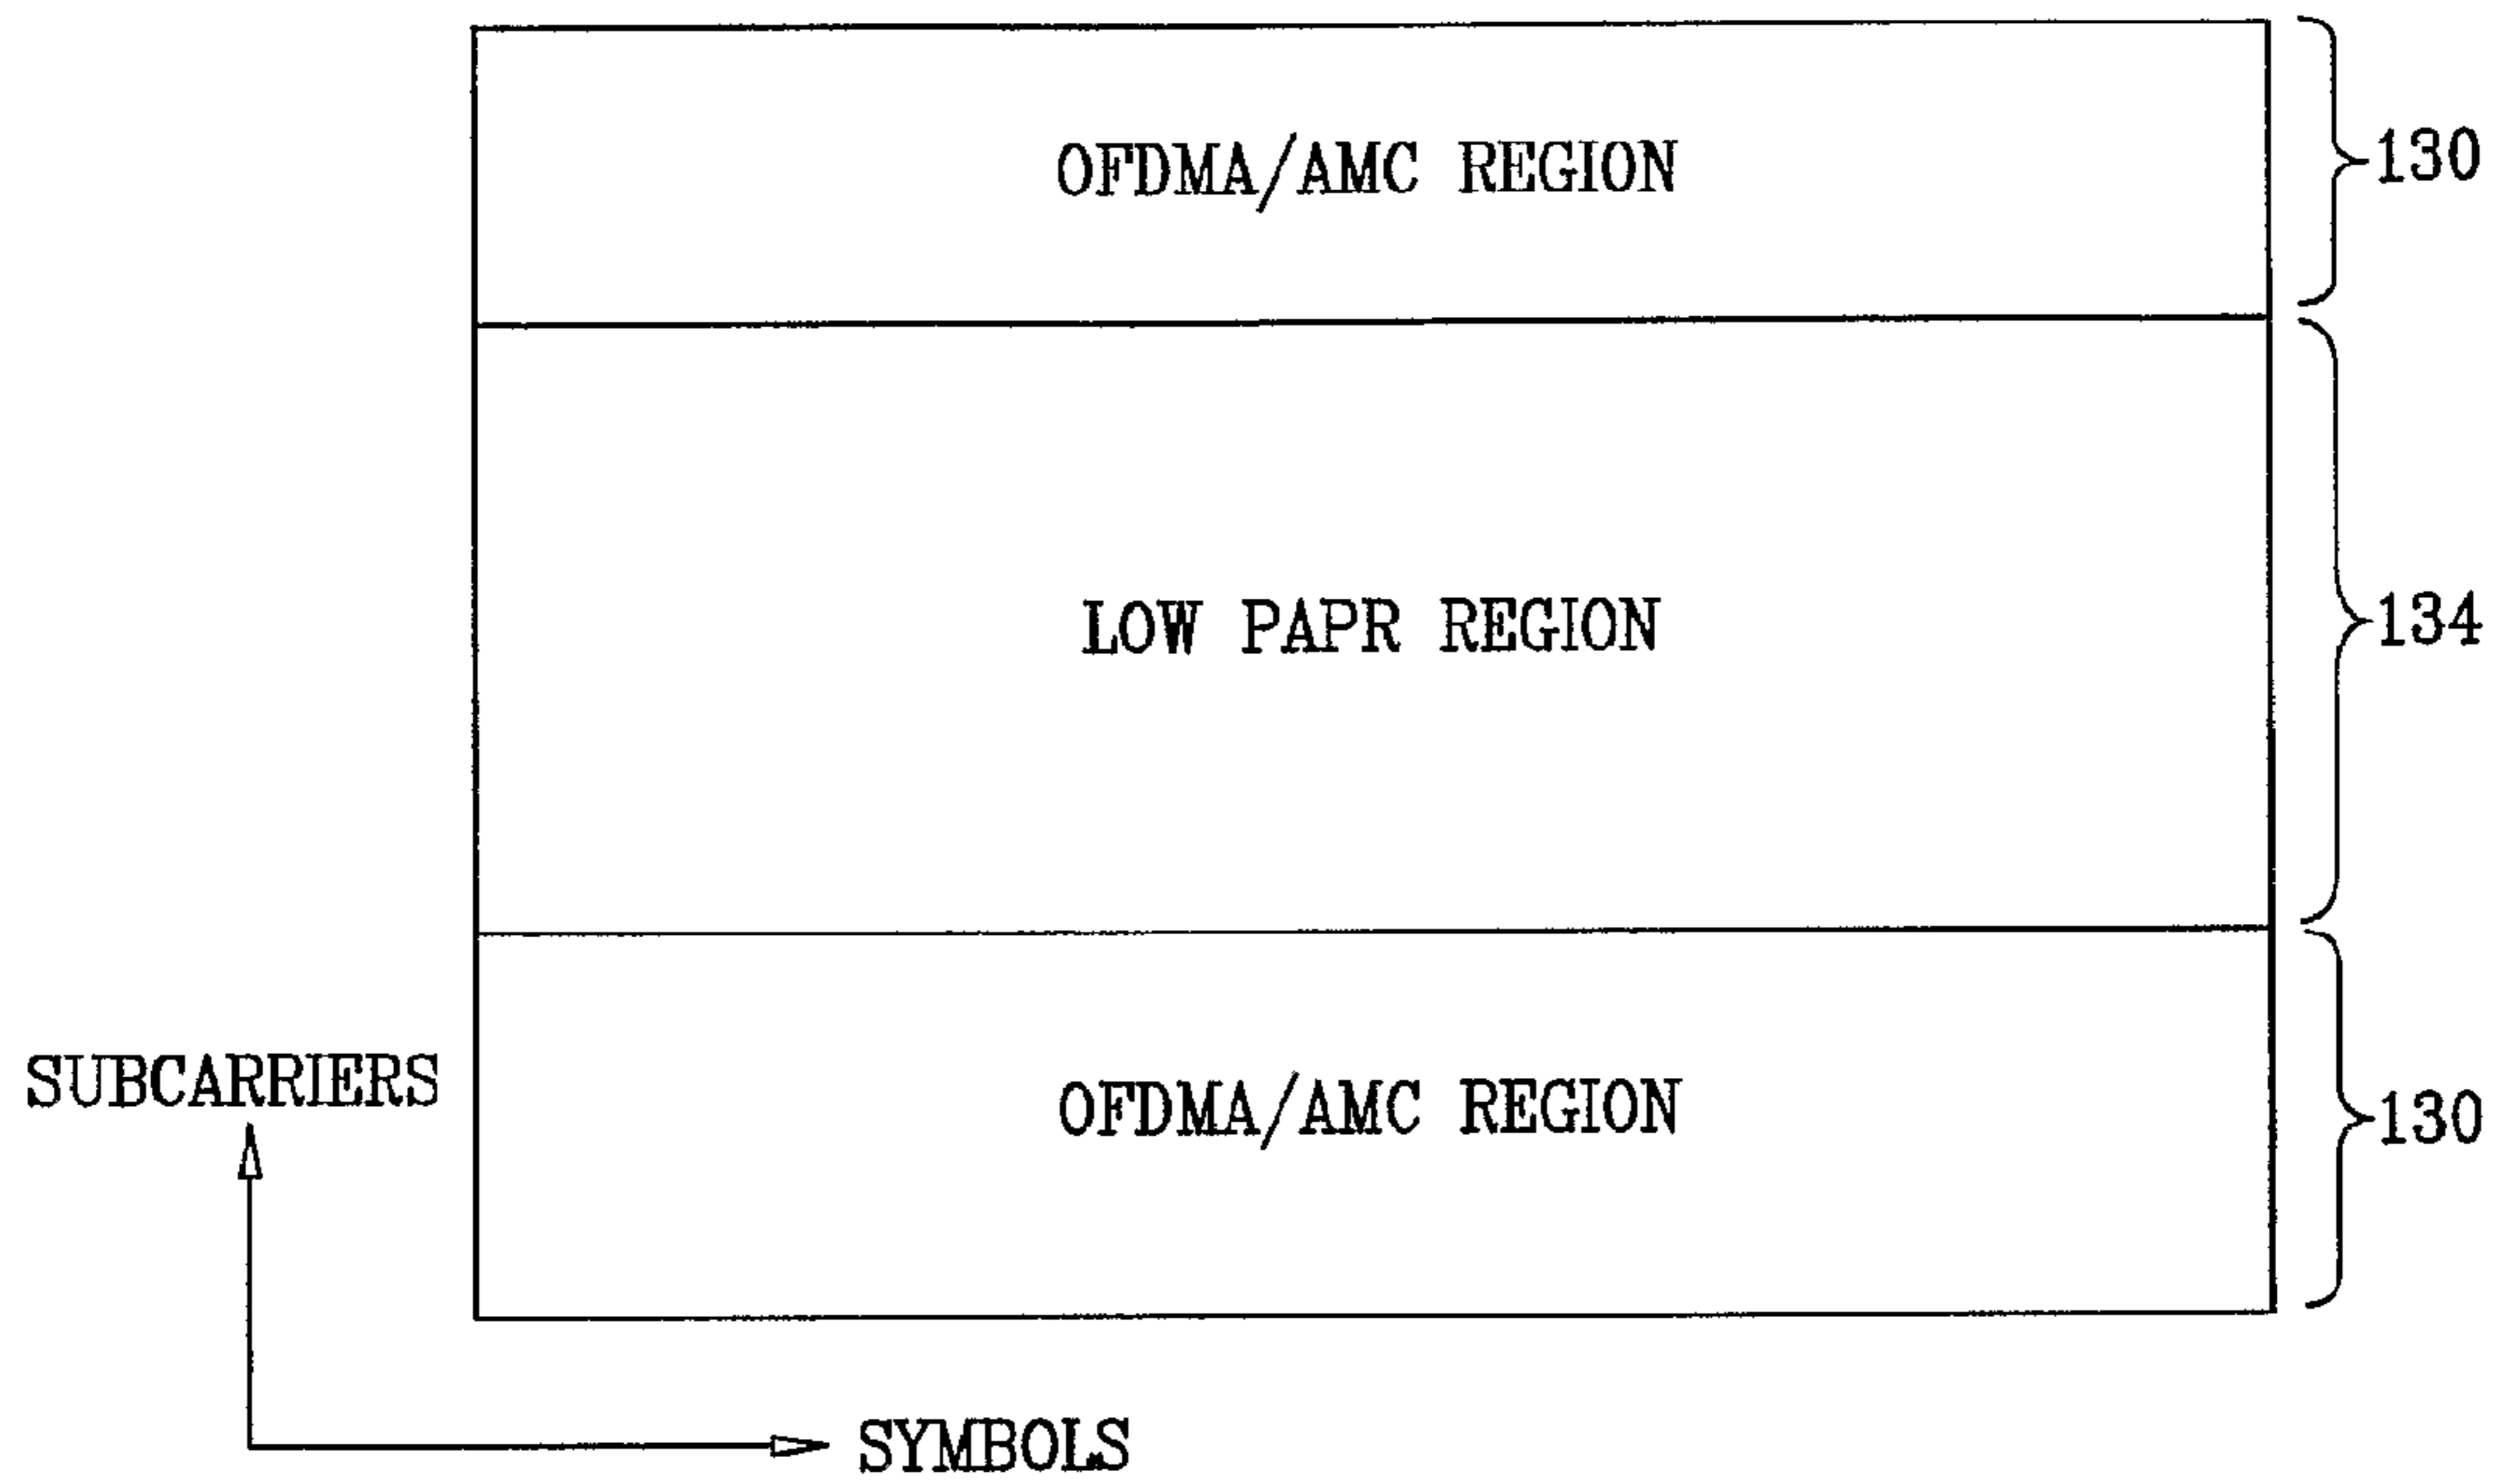 OFDMA/AMC REGION
130
LOW PAPR REGION
134
OFDMA/AMC REGION
130
SUBCARRIERS
SYMBOLS